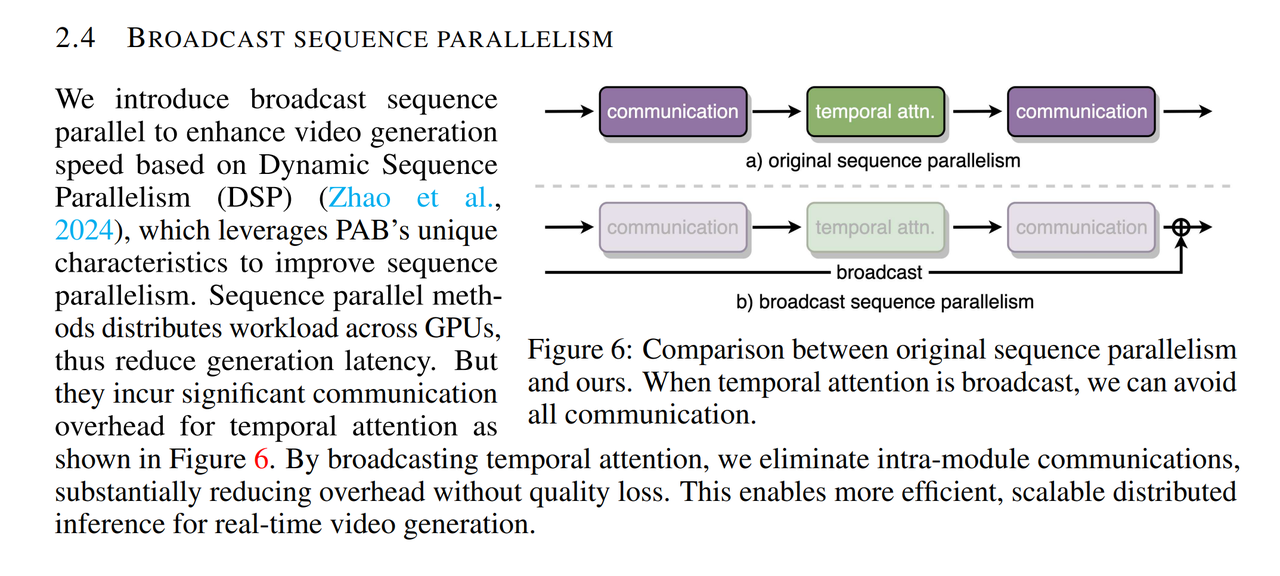 2.4 BROADCAST SEQUENCE PARALLELISM
We introduce broadcast sequence
parallel to enhance video generation
speed based on Dynamic Sequence
Parallelism (DSP) (Zhao et al.,
2024), which leverages PAB's unique
characteristics to improve sequence
parallelism. Sequence parallel meth-
ods distributes workload across GPUs,
thus reduce generation latency. But
they incur significant communication
overhead for temporal attention as
shown in Figure 6. By broadcasting temporal attention, we eliminate intra-module communications,
substantially reducing overhead without quality loss. This enables more efficient, scalable distributed
inference for real-time video generation.
communication temporal attn. communication
a) original sequence parallelism
communication temporal attn. communication
broadcast
b) broadcast sequence parallelism
Figure 6: Comparison between original sequence parallelism
and ours. When temporal attention is broadcast, we can avoid
all communication.